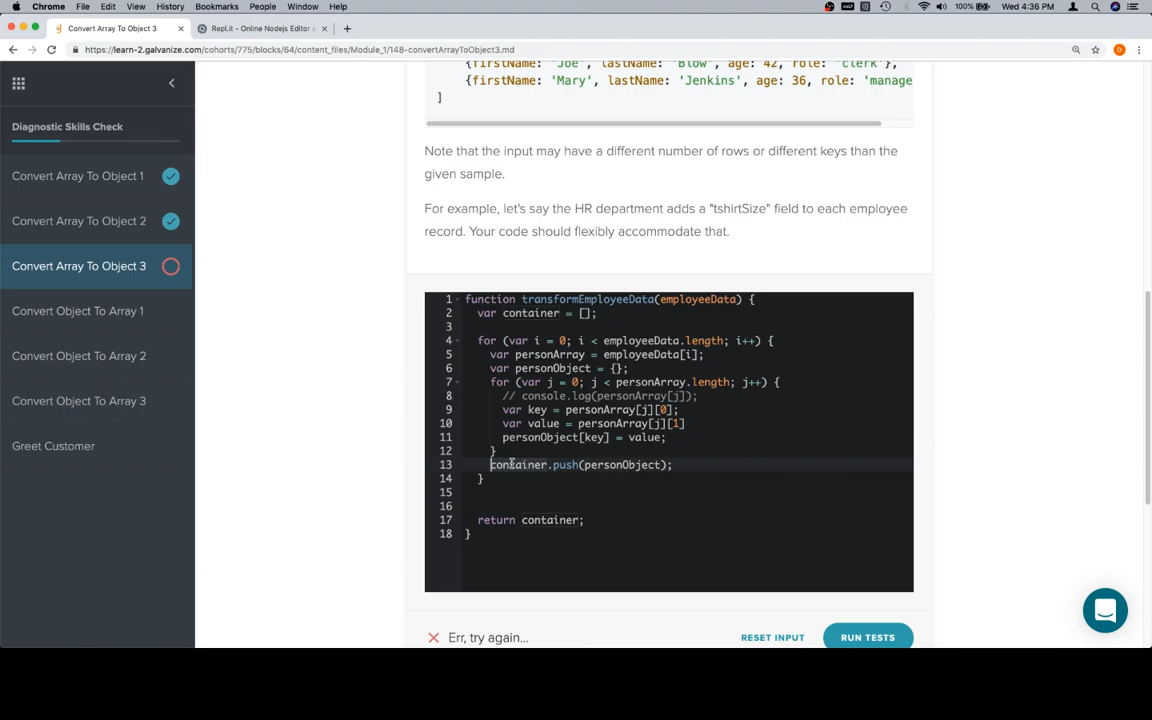 Chrome File Edit View History Bookmarks People Window Help
100% Wed 4:36 PM
Convert Array To Object 3
Repl.it - Online Nodejs Editor
https://learn-2.galvanize.com/cohorts/775/blocks/64/content_files/Module_1/148-convertArrayToObject3.md
Diagnostic Skills Check
Convert Array To Object 1
Convert Array To Object 2
Convert Array To Object 3
Convert Object To Array 1
Convert Object To Array 2
Convert Object To Array 3
Greet Customer
{firstName: 'Joe', lastName: 'Blow', age: 42, role: 'clerk'},
{firstName: 'Mary', lastName: 'Jenkins', age: 36, role: 'manage
]
Note that the input may have a different number of rows or different keys than the
given sample.
For example, let's say the HR department adds a "tshirtSize" field to each employee
record. Your code should flexibly accommodate that.
1 function transformEmployeeData(employeeData) {
2 var container = [];
3
4 for (var i = 0; i < employeeData.length; i++) {
5 var personArray = employeeData[i];
6 var personObject = {};
7 for (var j = 0; j < personArray.length; j++) {
8 // console.log(personArray[j]);
9 var key = personArray[j][0];
10 var value = personArray[j][1]
11 personObject[key] = value;
12 }
13 container.push(personObject);
14 }
15
16
17 return container;
18 }
Err, try again...
RESET INPUT
RUN TESTS